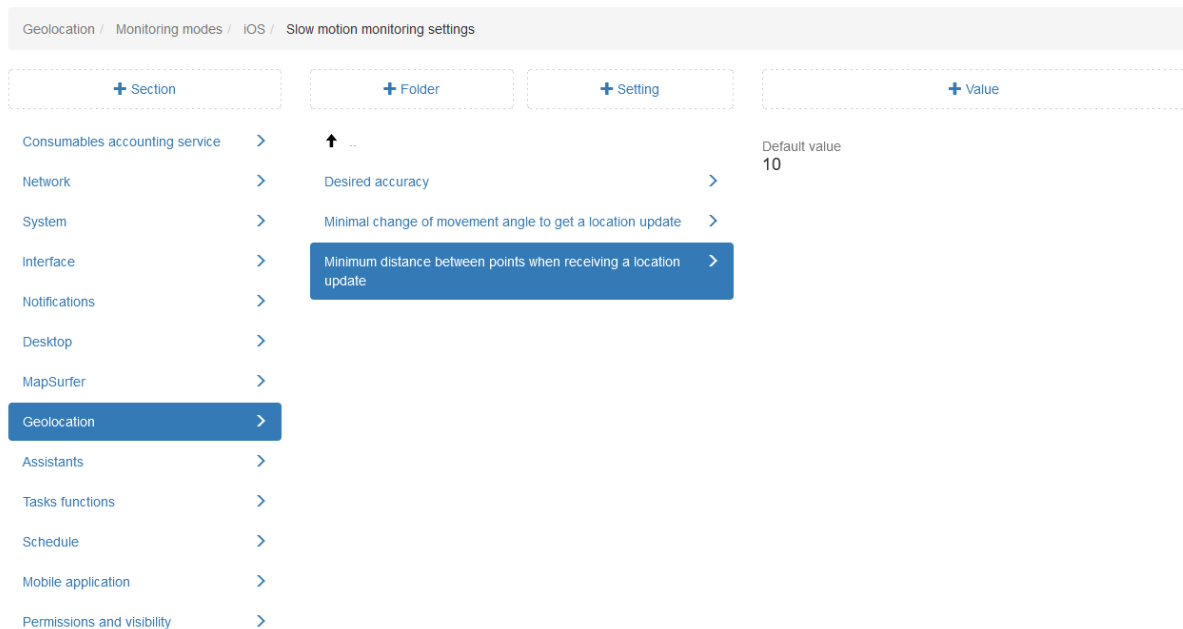 Geolocation / Monitoring modes / iOS / Slow motion monitoring settings
+ Section
+ Folder
+ Setting
+ Value
Consumables accounting service
Network
System
Interface
Notifications
Desktop
MapSurfer
Geolocation
Assistants
Tasks functions
Schedule
Mobile application
Permissions and visibility
..
Desired accuracy
Minimal change of movement angle to get a location update
Minimum distance between points when receiving a location
update
Default value
10